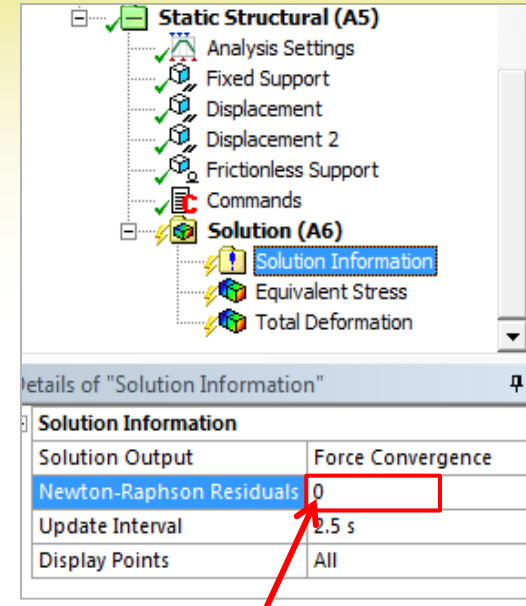 Static Structural (A5)
Analysis Settings
Fixed Support
Displacement
Displacement 2
Frictionless Support
Commands
Solution (A6)
Solution Information
Equivalent Stress
Total Deformation
etails of "Solution Information"
Solution Information
Solution Output Force Convergence
Newton-Raphson Residuals 0
Update Interval 2.5 s
Display Points All